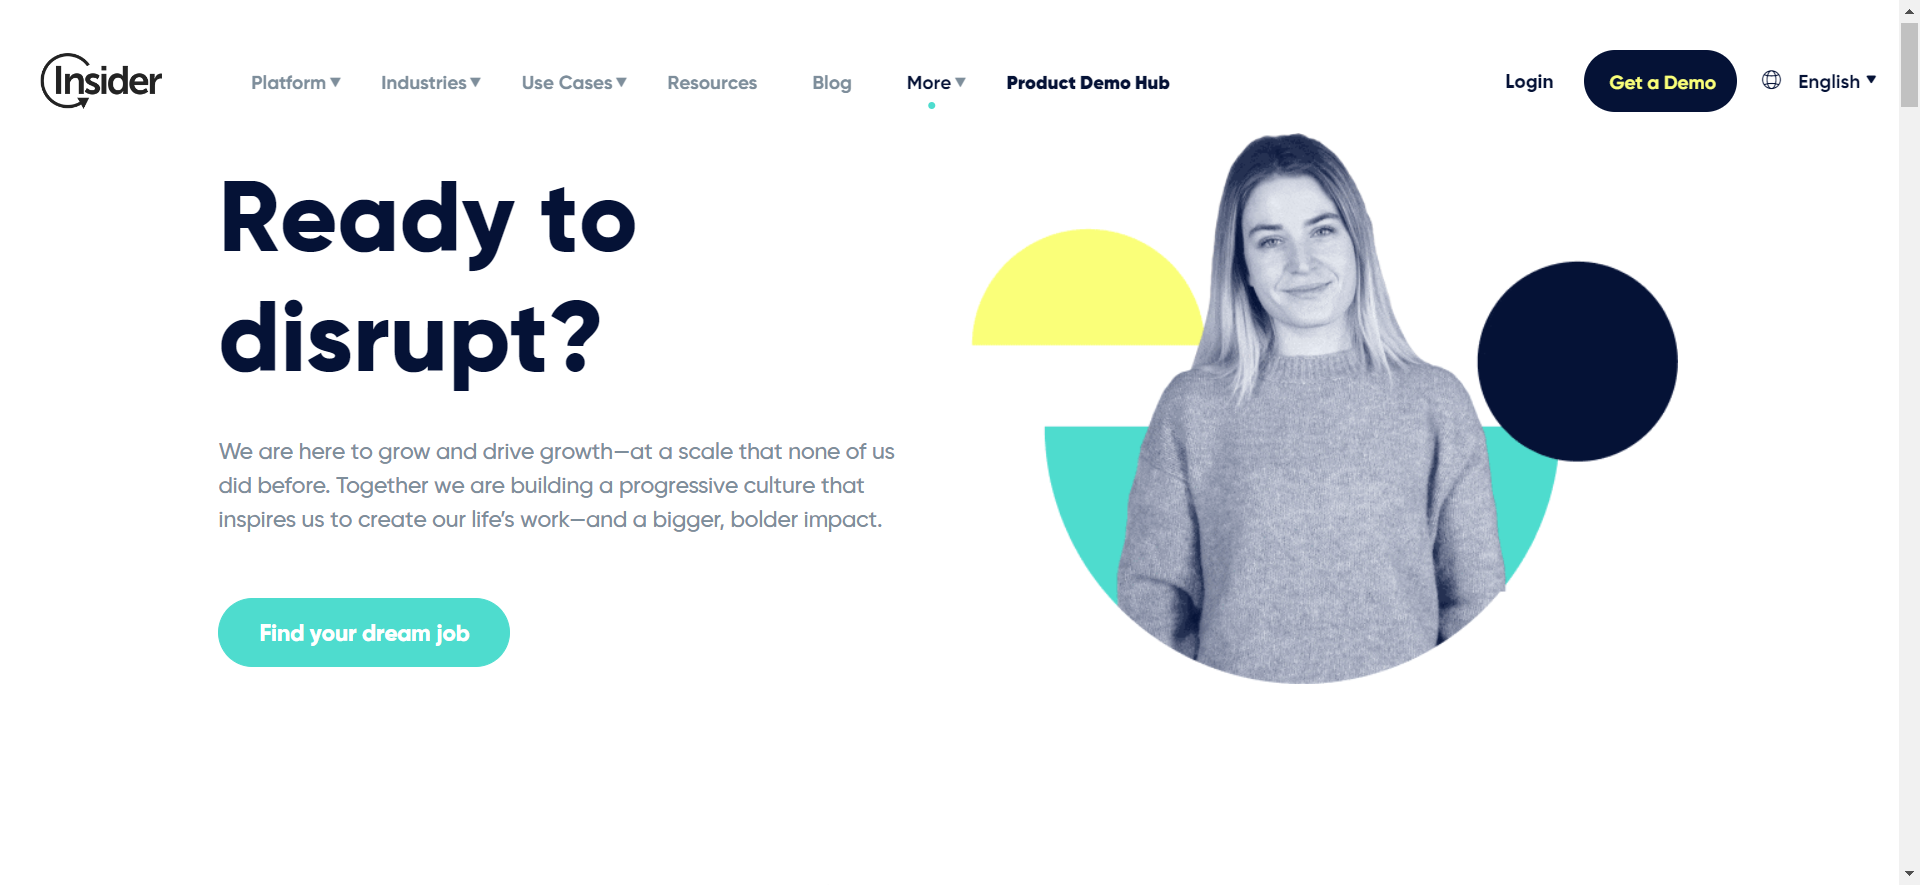 Insider
Platform
Industries
Use Cases
Resources
Blog
More
Product Demo Hub
Login
Get a Demo
English
Ready to
disrupt?
We are here to grow and drive growth—at a scale that none of us
did before. Together we are building a progressive culture that
inspires us to create our life’s work—and a bigger, bolder impact.
Find your dream job